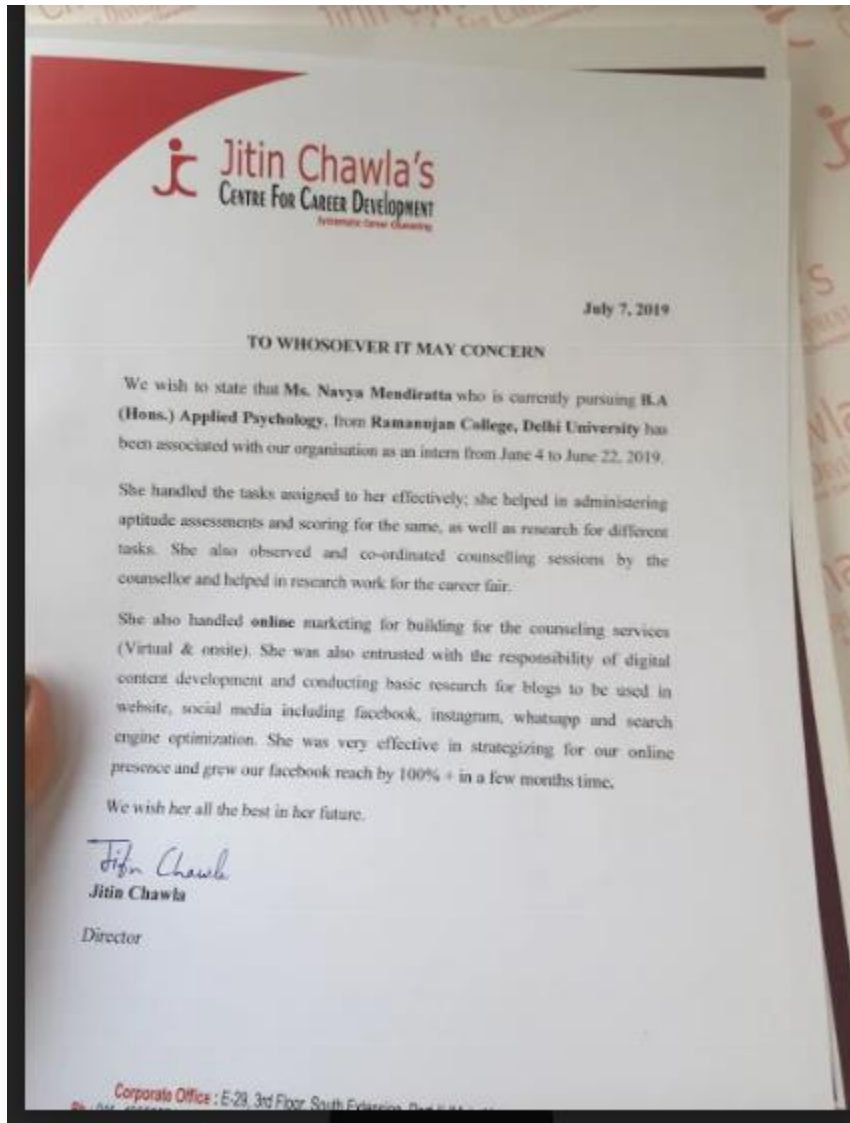 Jitin Chawla's
CENTRE FOR CAREER DEVELOPMENT
Systematic Career Counseling
July 7, 2019
TO WHOSOEVER IT MAY CONCERN
We wish to state that Ms. Navya Mendiratta who is currently pursuing B.A
(Hons.) Applied Psychology, from Ramanujan College, Delhi University has
been associated with our organisation as an intern from June 4 to June 22, 2019.
She handled the tasks assigned to her effectively; she helped in administering
aptitude assessments and scoring for the same, as well as research for different
tasks. She also observed and co-ordinated counselling sessions by the
counsellor and helped in research work for the career fair.
She also handled online marketing for building for the counseling services
(Virtual & onsite). She was also entrusted with the responsibility of digital
content development and conducting basic research for blogs to be used in
website, social media including facebook, instagram, whatsapp and search
engine optimization. She was very effective in strategizing for our online
presence and grew our facebook reach by 100% + in a few months time.
We wish her all the best in her future.
Jitin Chawla
Jitin Chawla
Director
Corporate Office : E-29, 3rd Floor, South Extension,